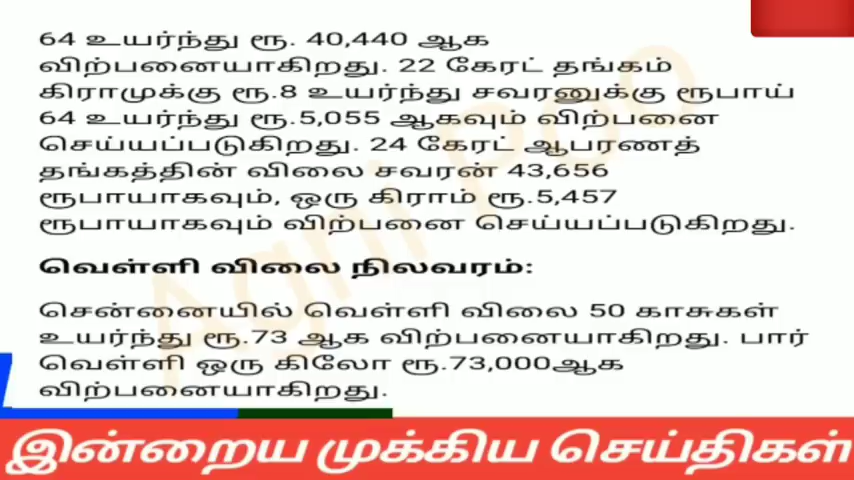 64 உயர்ந்து ரூ. 40,440 ஆக
விற்பனையாகிறது. 22 கேரட் தங்கம்
கிராமுக்கு ரூ.8 உயர்ந்து சவரனுக்கு ரூபாய்
64 உயர்ந்து ரூ.5,055 ஆகவும் விற்பனை
செய்யப்படுகிறது. 24 கேரட் ஆபரணத்
தங்கத்தின் விலை சவரன் 43,656
ரூபாயாகவும், ஒரு கிராம் ரூ.5,457
ரூபாயாகவும் விற்பனை செய்யப்படுகிறது.
வெள்ளி விலை நிலவரம்:
சென்னையில் வெள்ளி விலை 50 காசுகள்
உயர்ந்து ரூ.73 ஆக விற்பனையாகிறது. பார்
வெள்ளி ஒரு கிலோ ரூ.73,000ஆக
விற்பனையாகிறது.
Agni Poo
இன்றைய முக்கிய செய்திகள்